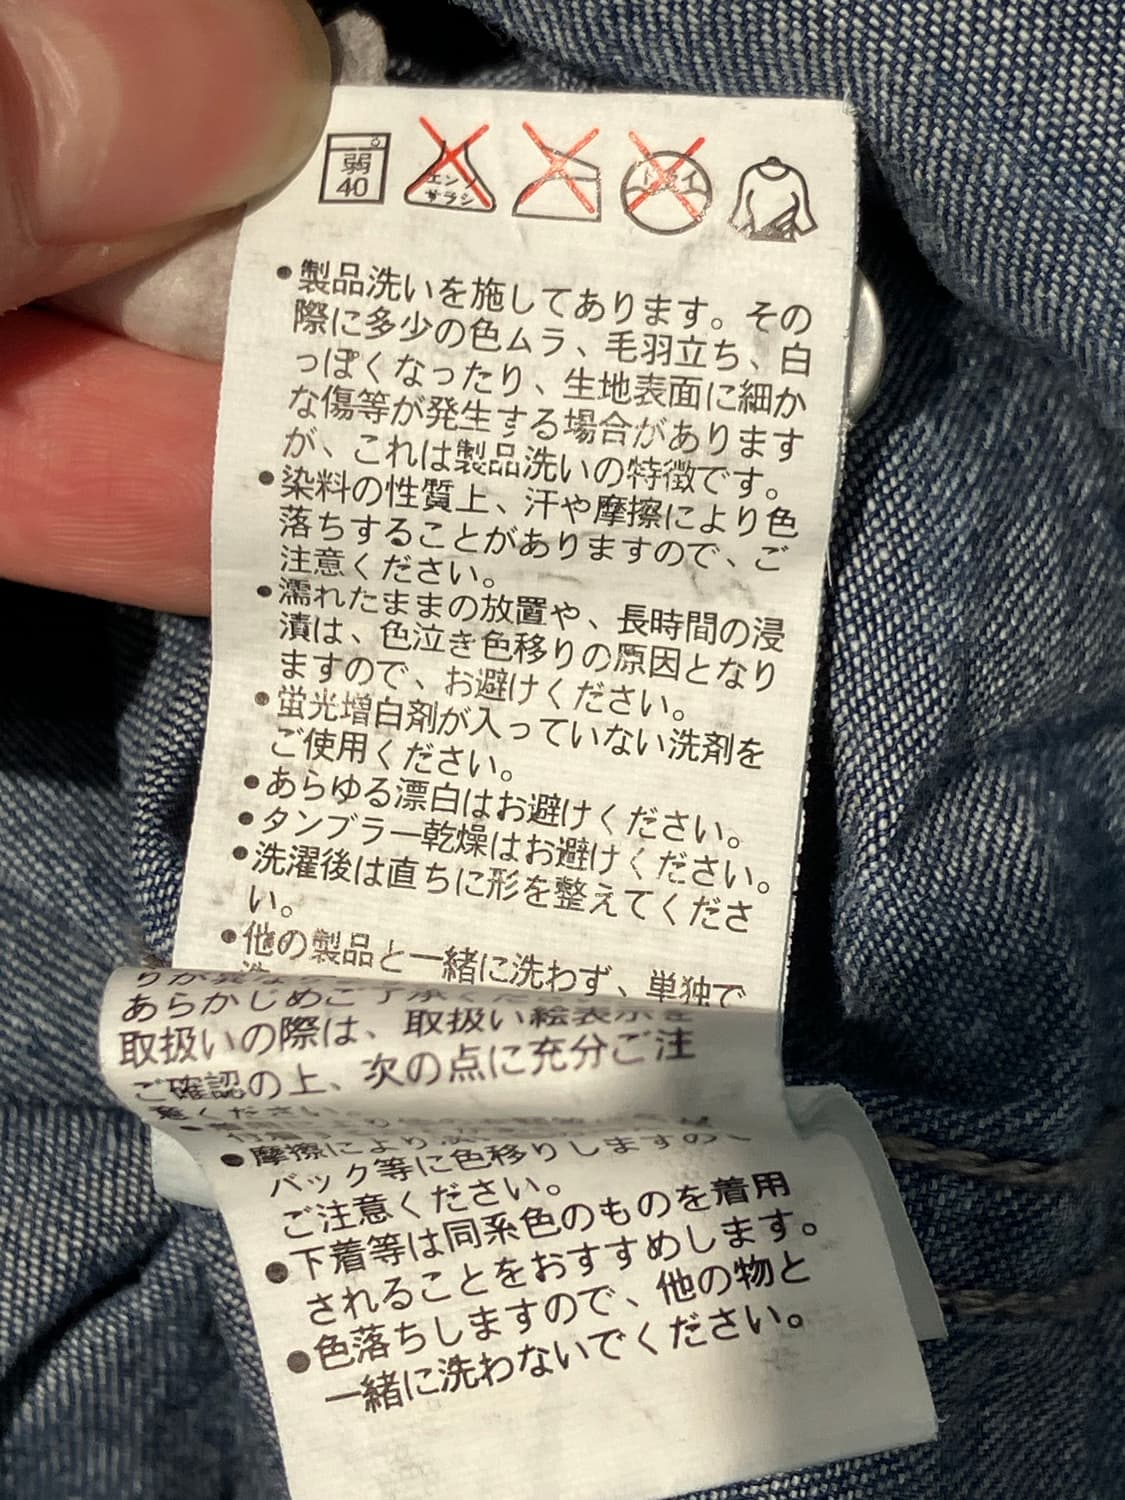 弱
40
エンソ
サラシ
ドライ
●製品洗いを施してあります。その
際に多少の色ムラ、毛羽立ち、白
っぽくなったり、生地表面に細か
な傷等が発生する場合があります
が、これは製品洗いの特徴です。
●染料の性質上、汗や摩擦により色
落ちすることがありますので、ご
注意ください。
●濡れたままの放置や、長時間の浸
漬は、色泣き色移りの原因となり
ますので、お避けください。
●蛍光増白剤が入っていない洗剤を
ご使用ください。
●あらゆる漂白はお避けください。
●タンブラー乾燥はお避けください。
●洗濯後は直ちに形を整えてくださ
い。
●他の製品と一緒に洗わず、単独で
あらかじめご了承くだ
取扱いの際は、取扱い絵表示を
ご確認の上、次の点に充分ご注
意ください。
●摩擦により
バック等に色移りしますので
ご注意ください。
●下着等は同系色のものを着用
されることをおすすめします。
●色落ちしますので、他の物と
一緒に洗わないでください。